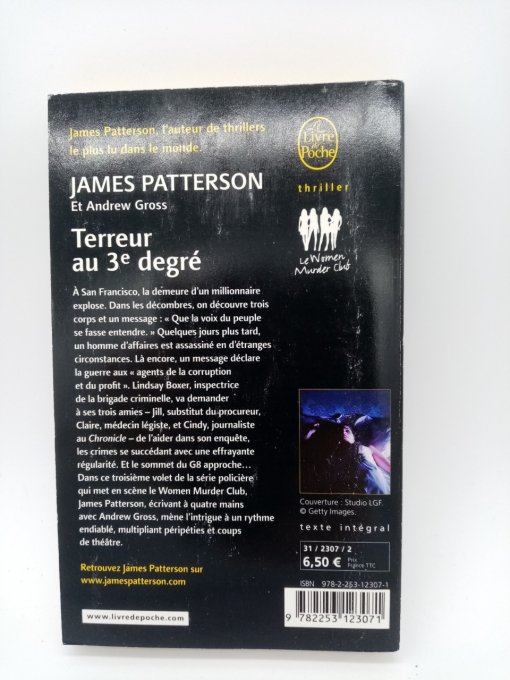 James Patterson, l'auteur de thrillers
le plus lu dans le monde.
JAMES PATTERSON
Et Andrew Gross
Terreur
au 3e degré
À San Francisco, la demeure d'un millionnaire
explose. Dans les décombres, on découvre trois
corps et un message : « Que la voix du peuple
se fasse entendre. » Quelques jours plus tard,
un homme d'affaires est assassiné en d'étranges
circonstances. Là encore, un message déclare
la guerre aux « agents de la corruption
et du profit ». Lindsay Boxer, inspectrice
de la brigade criminelle, va demander
à ses trois amies – Jill, substitut du procureur,
Claire, médecin légiste, et Cindy, journaliste
au Chronicle – de l'aider dans son enquête,
les crimes se succédant avec une effrayante
régularité. Et le sommet du G8 approche...
Dans ce troisième volet de la série policière
qui met en scène le Women Murder Club,
James Patterson, écrivant à quatre mains
avec Andrew Gross, mène l'intrigue à un rythme
endiablé, multipliant péripéties et coups
de théâtre.
Retrouvez James Patterson sur
www.jamespatterson.com
www.livredepoche.com
Le
Livre
de
Poche
thriller
Le Women
Murder Club
Couverture : Studio LGF.
© Getty Images.
texte intégral
31 / 2307 / 2
6,50 € Prix
France TTC
ISBN 978-2-253-12307-1
9 782253 123071